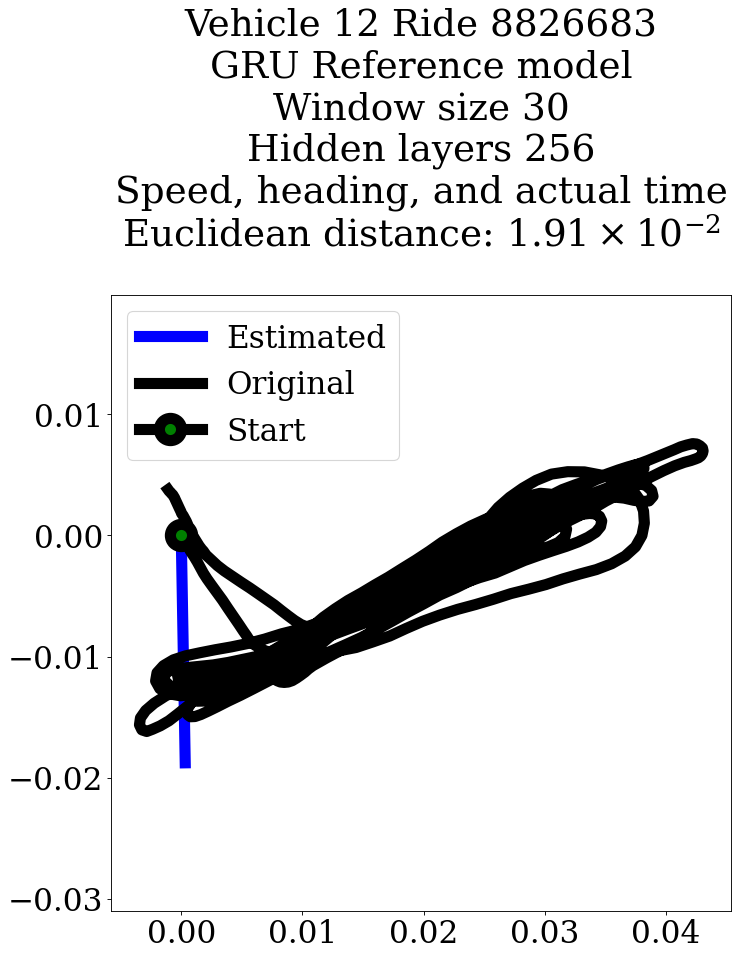 Vehicle 12 Ride 8826683
GRU Reference model
Window size 30
Hidden layers 256
Speed, heading, and actual time
Euclidean distance: 1.91 × 10⁻²
Estimated
Original
Start
0.01
0.00
−0.01
−0.02
−0.03
0.00 0.01 0.02 0.03 0.04